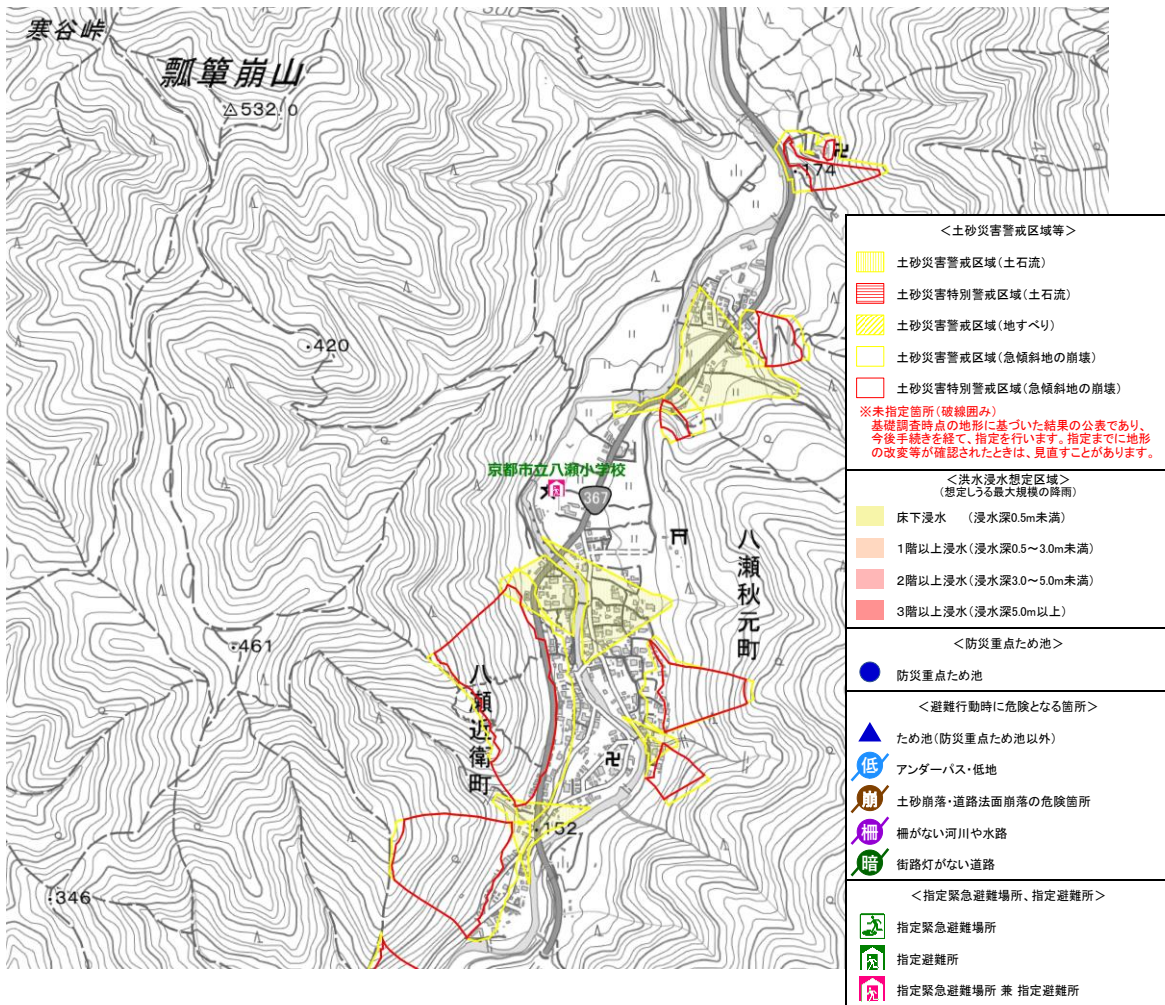 寒谷峠
瓢箪崩山
532.0
174
420
京都市立八瀬小学校
文
367
八瀬秋元町
461
八瀬近衛町
152
346
450
<土砂災害警戒区域等>
土砂災害警戒区域(土石流)
土砂災害特別警戒区域(土石流)
土砂災害警戒区域(地すべり)
土砂災害警戒区域(急傾斜地の崩壊)
土砂災害特別警戒区域(急傾斜地の崩壊)
※未指定箇所(破線囲み)
基礎調査時点の地形に基づいた結果の公表であり、
今後手続きを経て、指定を行います。指定までに地形
の改変等が確認されたときは、見直すことがあります。
<洪水浸水想定区域>
(想定しうる最大規模の降雨)
床下浸水 (浸水深0.5m未満)
1階以上浸水(浸水深0.5~3.0m未満)
2階以上浸水(浸水深3.0~5.0m未満)
3階以上浸水(浸水深5.0m以上)
<防災重点ため池>
防災重点ため池
<避難行動時に危険となる箇所>
ため池(防災重点ため池以外)
低 アンダーパス・低地
崩 土砂崩落・道路法面崩落の危険箇所
柵 柵がない河川や水路
暗 街路灯がない道路
<指定緊急避難場所、指定避難所>
指定緊急避難場所
指定避難所
指定緊急避難場所 兼 指定避難所